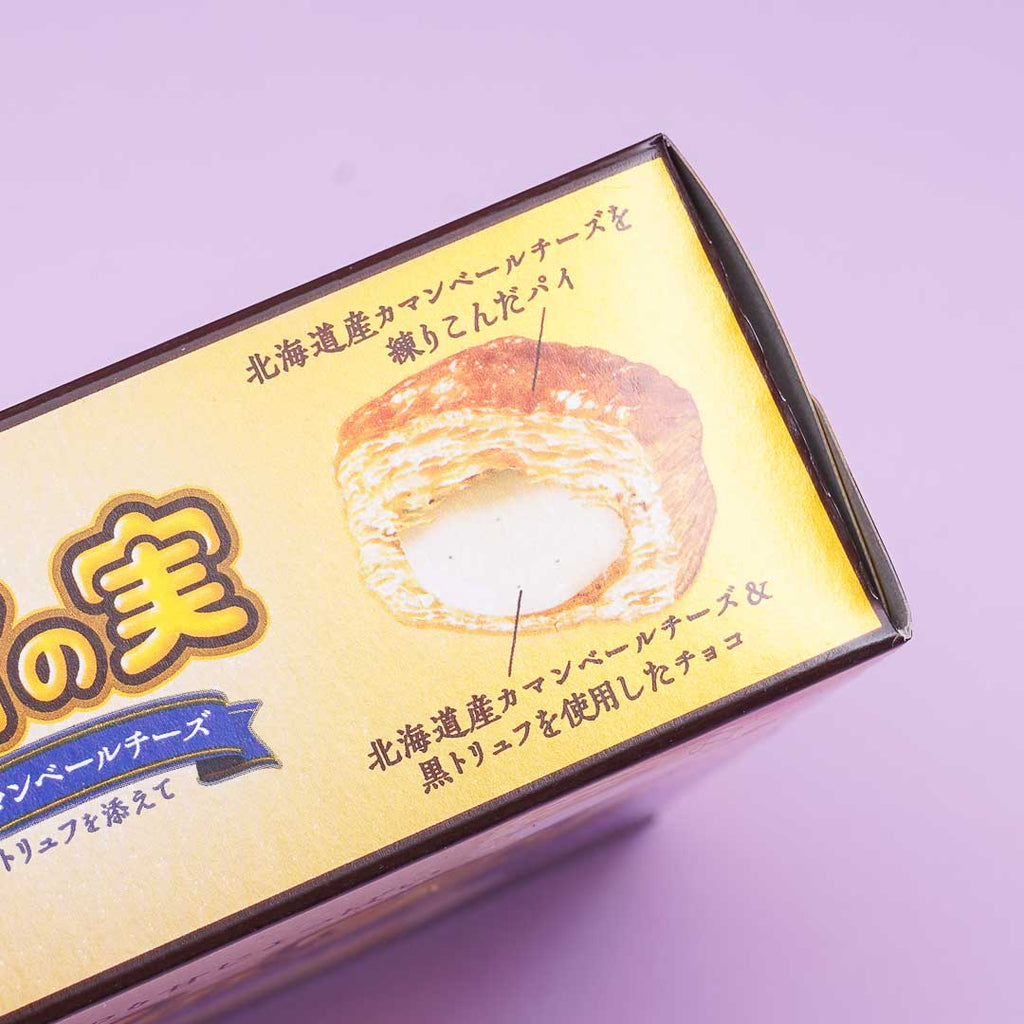 北海道産カマンベールチーズを
練りこんだパイ
の実
マンベールチーズ
トリュフを添えて
北海道産カマンベールチーズ&
黒トリュフを使用したチョコ